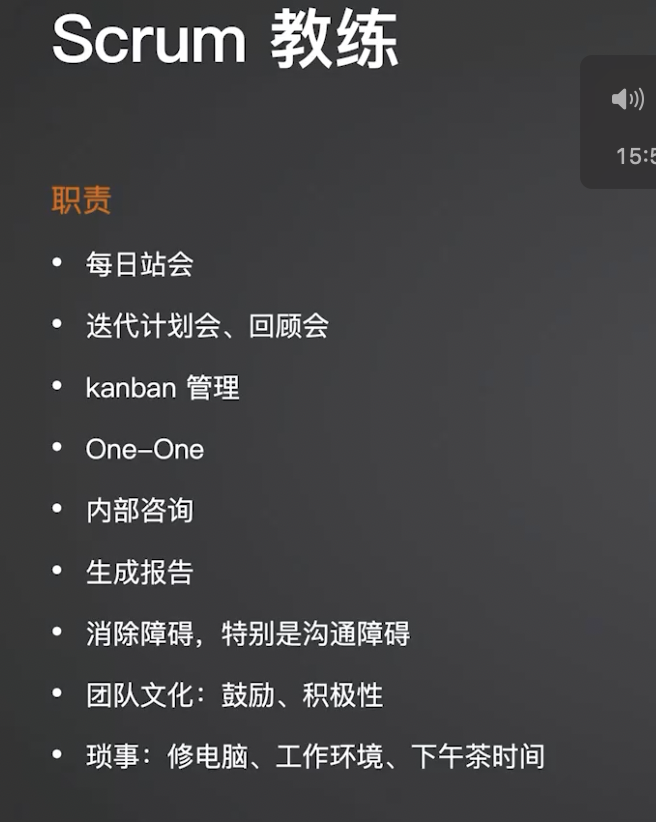 Scrum 教练
15:5
职责
• 每日站会
• 迭代计划会、回顾会
• kanban 管理
• One-One
• 内部咨询
• 生成报告
• 消除障碍，特别是沟通障碍
• 团队文化：鼓励、积极性
• 琐事：修电脑、工作环境、下午茶时间